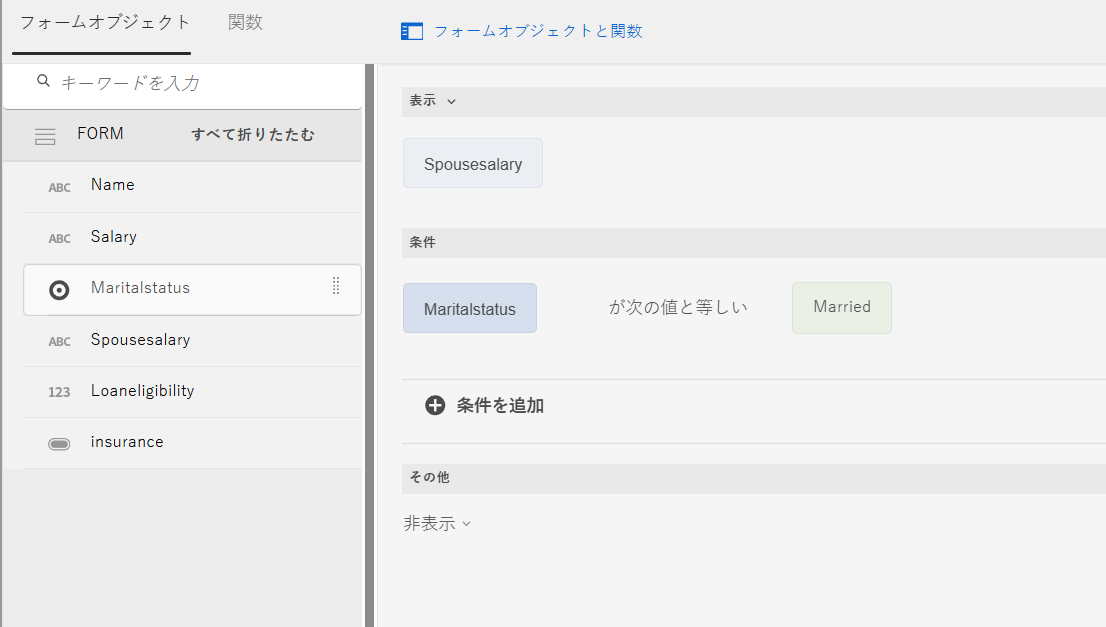 フォームオブジェクト 関数
キーワードを入力
FORM すべて折りたたむ
ABC Name
ABC Salary
Maritalstatus
ABC Spousesalary
123 Loaneligibility
insurance
フォームオブジェクトと関数
表示
Spousesalary
条件
Maritalstatus が次の値と等しい Married
条件を追加
その他
非表示